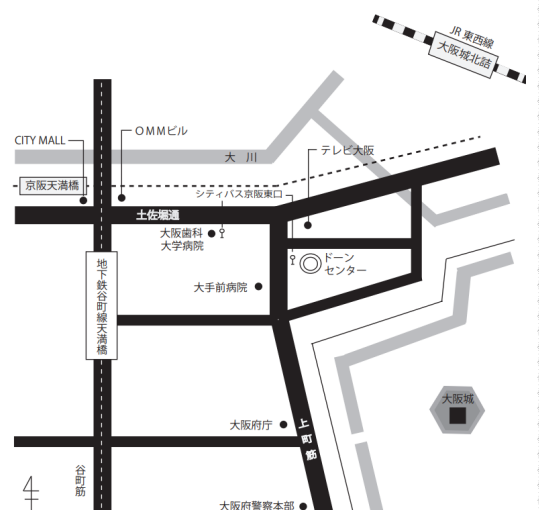 JR 東西線
大阪城北詰
OMMビル
CITY MALL
大川
テレビ大阪
京阪天満橋
シティバス京阪東口
土佐堀通
大阪歯科
大学病院
ドーン
センター
地下鉄谷町線天満橋
大手前病院
大阪城
大阪府庁
上町筋
谷町筋
大阪府警察本部